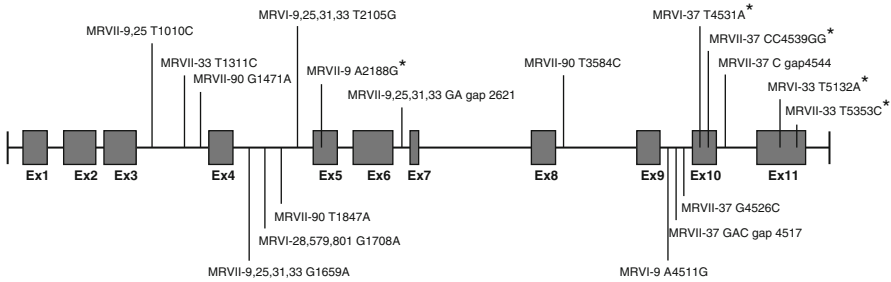 MRVII-9,25,31,33 T2105G
MRVI-37 T4531A*
MRVII-9,25 T1010C
MRVII-37 CC4539GG*
MRVII-33 T1311C
MRVII-9 A2188G*
MRVII-90 T3584C
MRVII-37 C gap4544
MRVII-90 G1471A
MRVII-9,25,31,33 GA gap 2621
MRVI-33 T5132A*
MRVII-33 T5353C*
Ex1 Ex2 Ex3 Ex4 Ex5 Ex6 Ex7 Ex8 Ex9 Ex10 Ex11
MRVII-90 T1847A
MRVII-37 G4526C
MRVI-28,579,801 G1708A
MRVII-37 GAC gap 4517
MRVII-9,25,31,33 G1659A
MRVI-9 A4511G